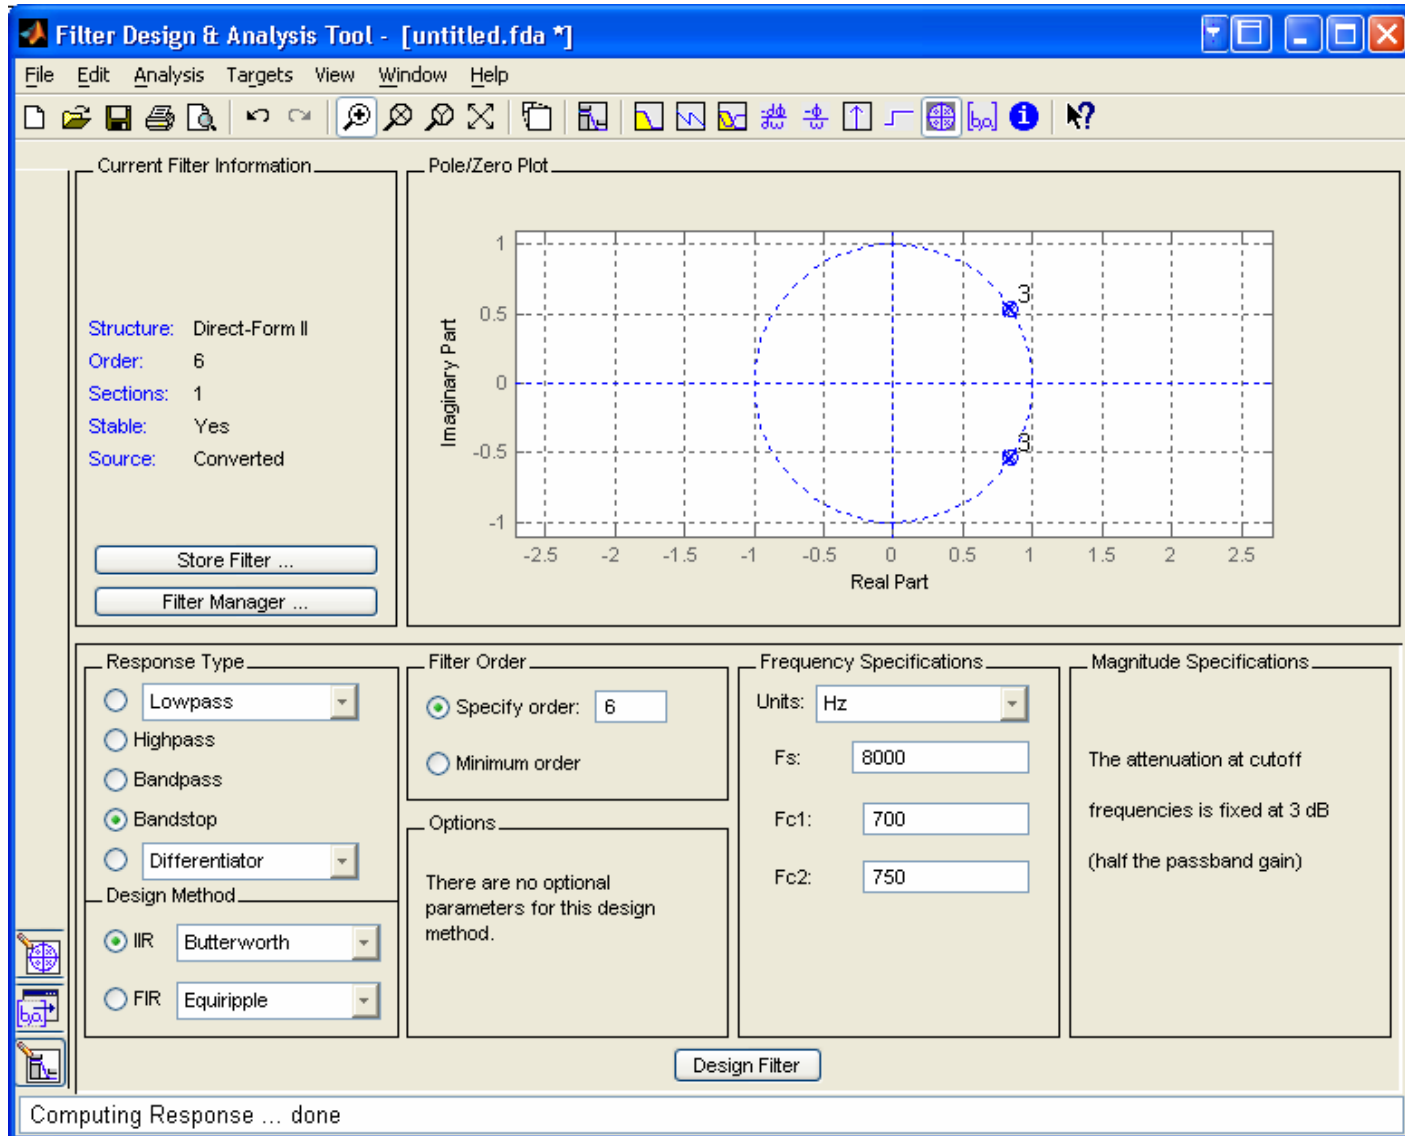 Filter Design & Analysis Tool - [untitled.fda *]
File Edit Analysis Targets View Window Help
Current Filter Information
Structure: Direct-Form II
Order: 6
Sections: 1
Stable: Yes
Source: Converted
Store Filter ...
Filter Manager ...
Pole/Zero Plot
1
0.5
0
-0.5
-1
Imaginary Part
3
3
-2.5 -2 -1.5 -1 -0.5 0 0.5 1 1.5 2 2.5
Real Part
Response Type
Lowpass
Highpass
Bandpass
Bandstop
Differentiator
Design Method
IIR Butterworth
FIR Equiripple
Filter Order
Specify order: 6
Minimum order
Options
There are no optional
parameters for this design
method.
Frequency Specifications
Units: Hz
Fs: 8000
Fc1: 700
Fc2: 750
Magnitude Specifications
The attenuation at cutoff
frequencies is fixed at 3 dB
(half the passband gain)
Design Filter
Computing Response ... done